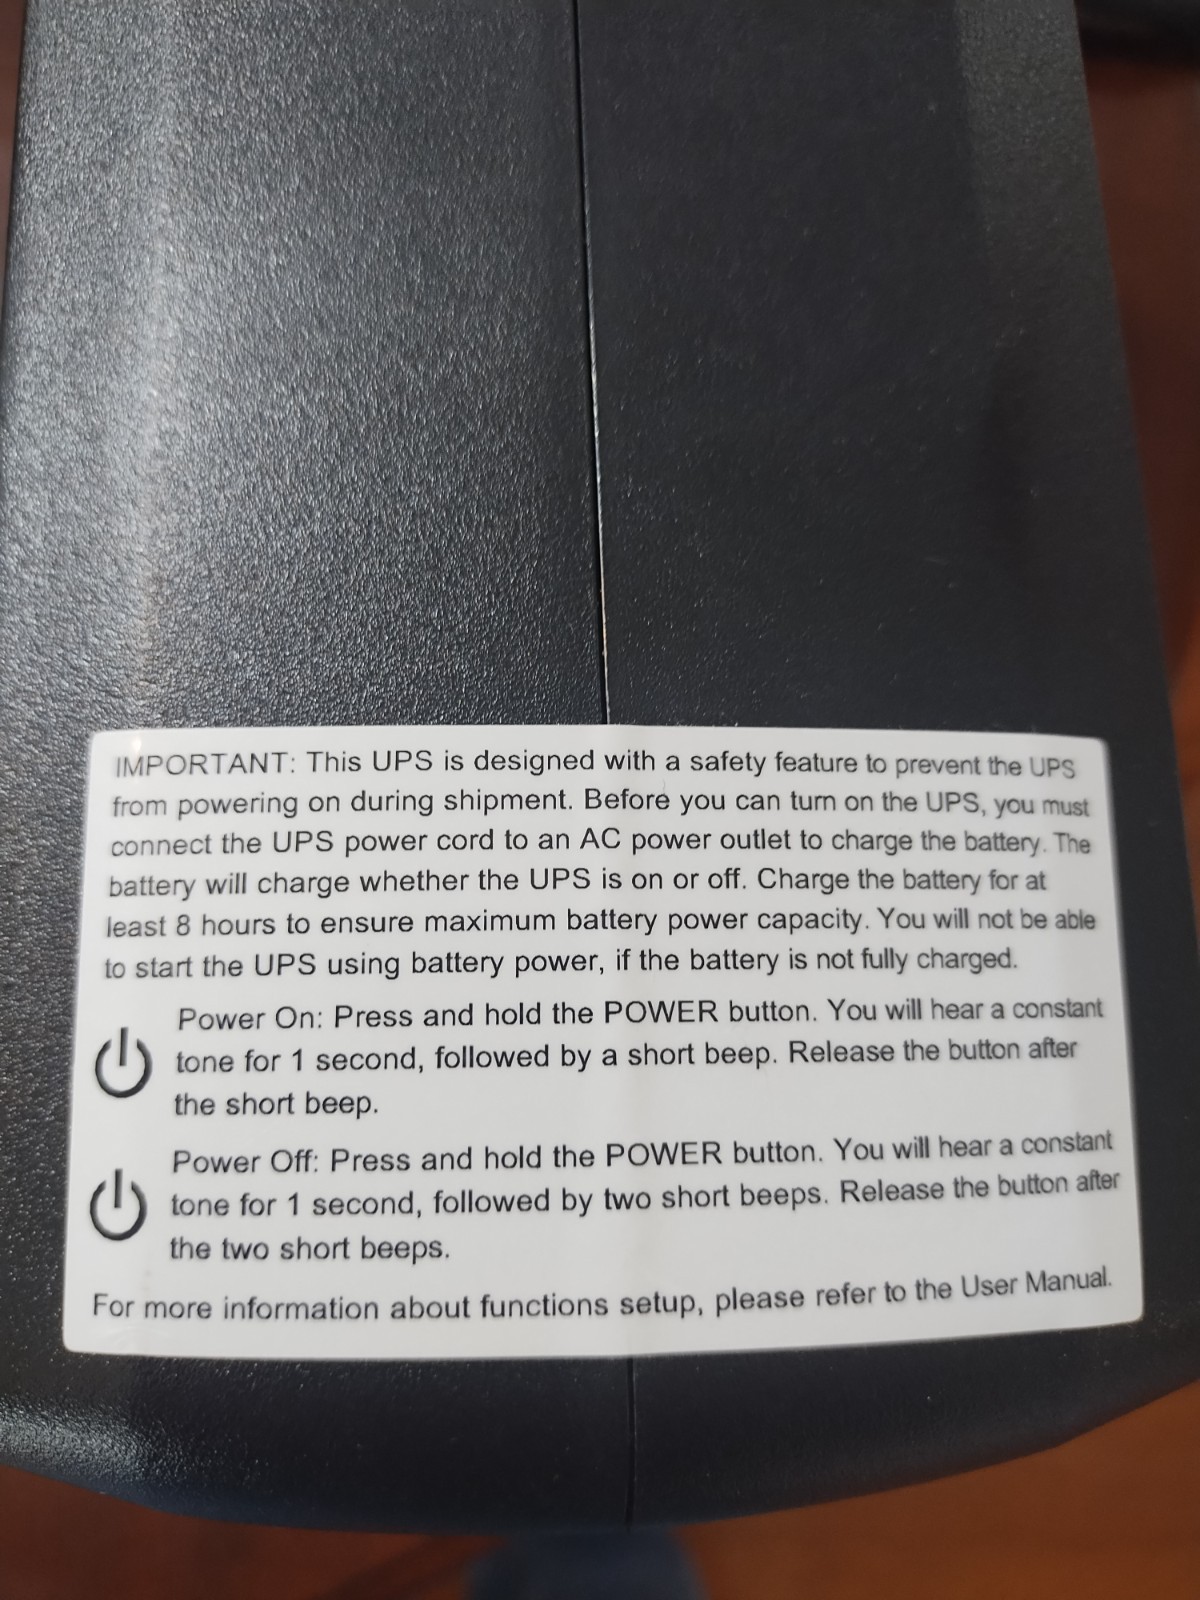 IMPORTANT: This UPS is designed with a safety feature to prevent the UPS
from powering on during shipment. Before you can turn on the UPS, you must
connect the UPS power cord to an AC power outlet to charge the battery. The
battery will charge whether the UPS is on or off. Charge the battery for at
least 8 hours to ensure maximum battery power capacity. You will not be able
to start the UPS using battery power, if the battery is not fully charged.
Power On: Press and hold the POWER button. You will hear a constant
tone for 1 second, followed by a short beep. Release the button after
the short beep.
Power Off: Press and hold the POWER button. You will hear a constant
tone for 1 second, followed by two short beeps. Release the button after
the two short beeps.
For more information about functions setup, please refer to the User Manual.